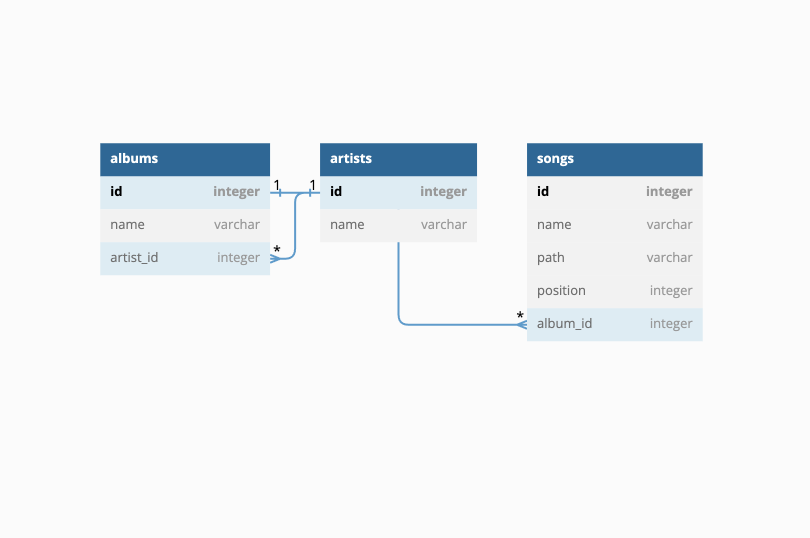 albums
id integer
name varchar
artist_id integer
1
*
1
artists
id integer
name varchar
*
songs
id integer
name varchar
path varchar
position integer
album_id integer